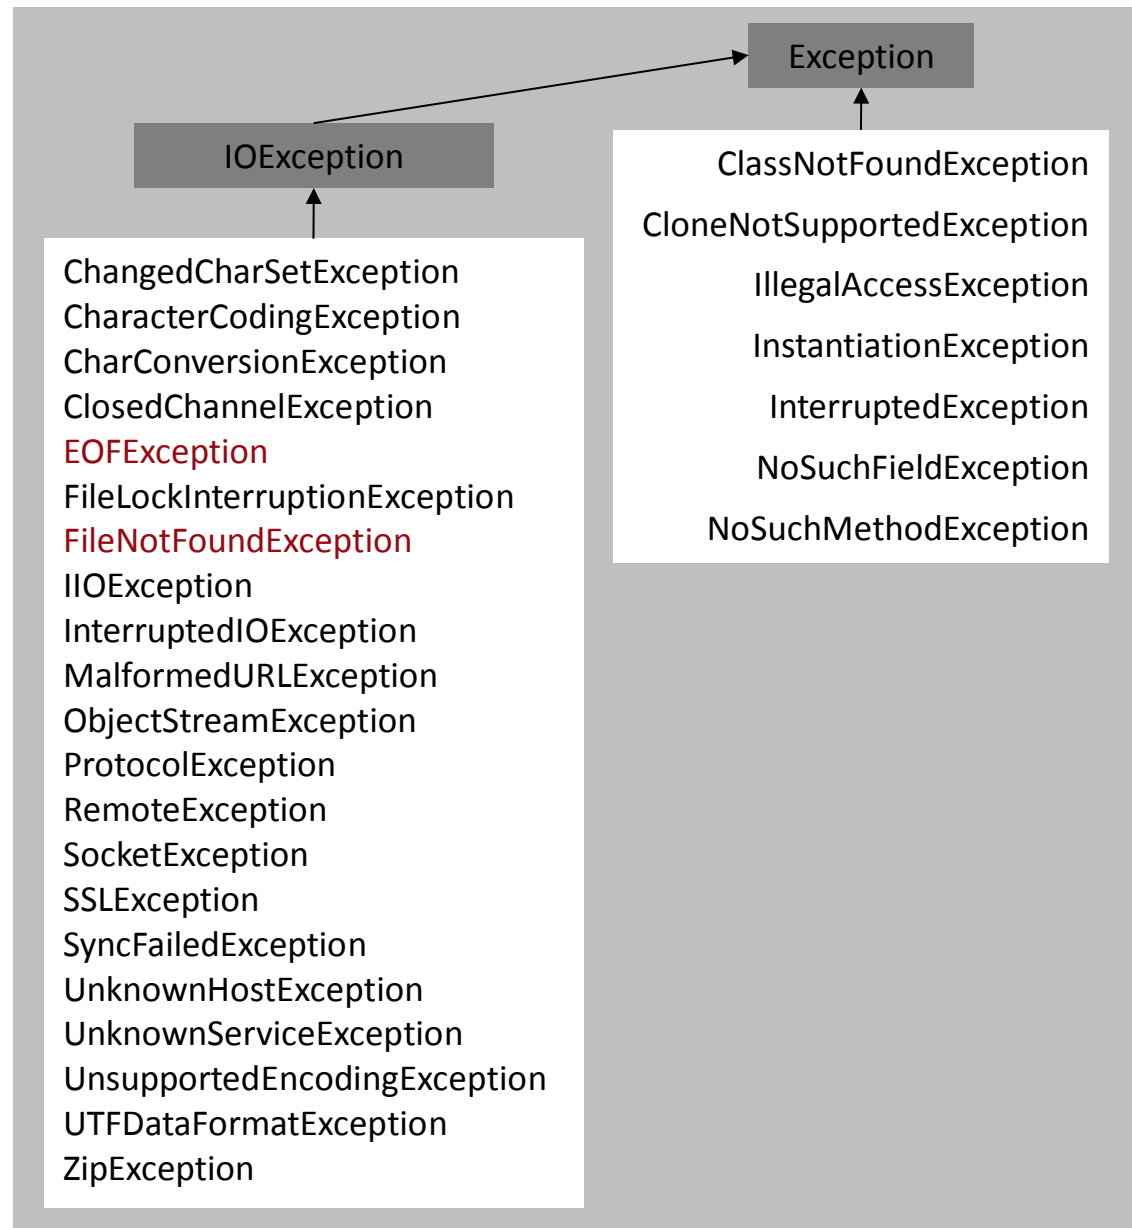 Exception
IOException
ClassNotFoundException
CloneNotSupportedException
IllegalAccessException
InstantiationException
InterruptedException
NoSuchFieldException
NoSuchMethodException
ChangedCharSetException
CharacterCodingException
CharConversionException
ClosedChannelException
EOFException
FileLockInterruptionException
FileNotFoundException
IIOException
InterruptedIOException
MalformedURLException
ObjectStreamException
ProtocolException
RemoteException
SocketException
SSLException
SyncFailedException
UnknownHostException
UnknownServiceException
UnsupportedEncodingException
UTFDataFormatException
ZipException